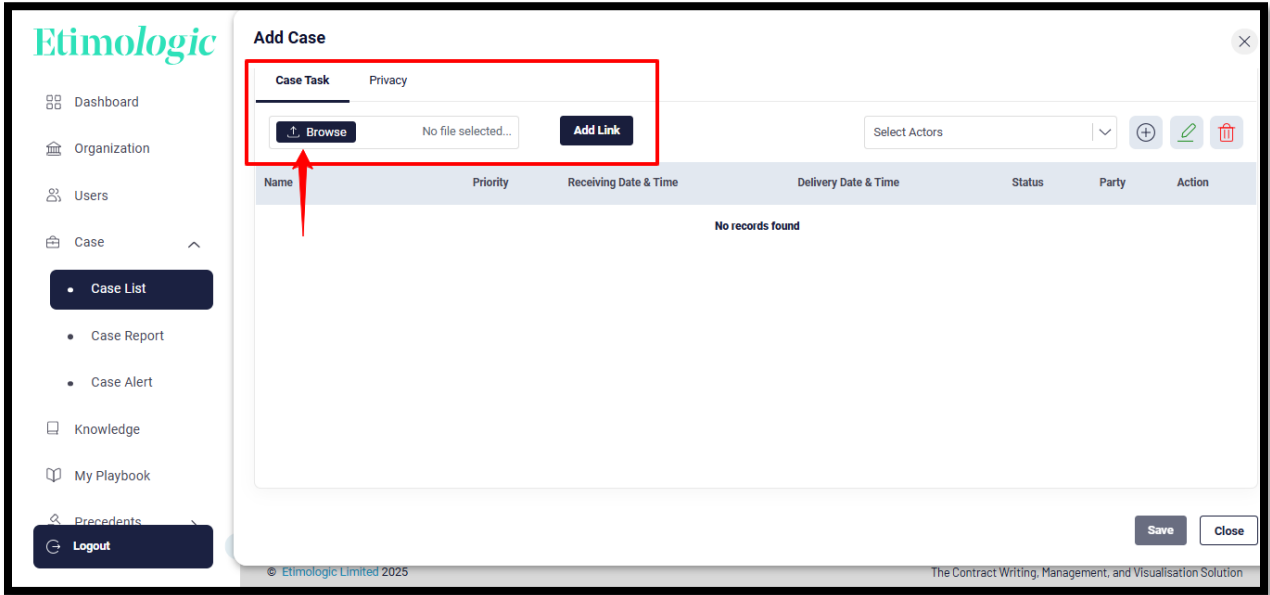 Etimologic
Dashboard
Organization
Users
Case
Case List
Case Report
Case Alert
Knowledge
My Playbook
Precedents
Logout
Add Case
Case Task Privacy
Browse No file selected... Add Link Select Actors
Name Priority Receiving Date & Time Delivery Date & Time Status Party Action
No records found
Save Close
© Etimologic Limited 2025 The Contract Writing, Management, and Visualisation Solution